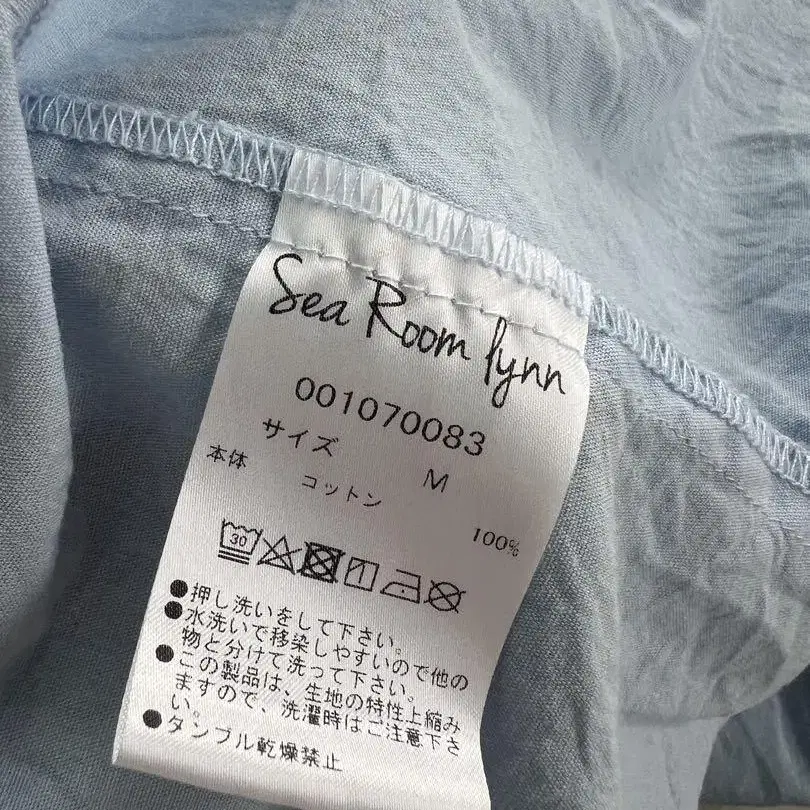 Sea Room lynn
001070083
サイズ M
本体 コットン 100%
30
●押し洗いをして下さい。
●水洗いで移染しやすいので他の
物と分けて洗って下さい。
●この製品は、生地の特性上縮み
ますので、洗濯時はご注意下さ
い。
●タンブル乾燥禁止